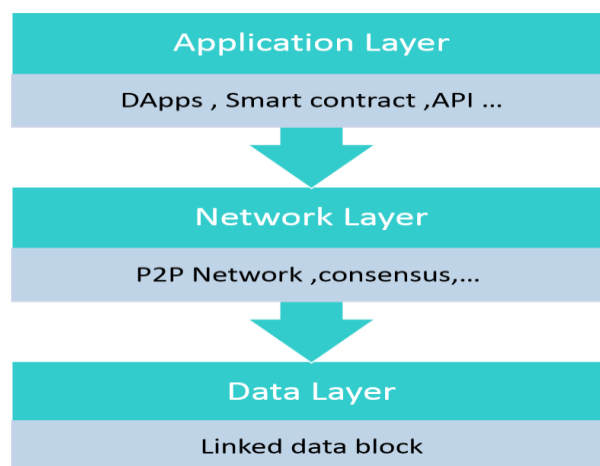 Application Layer
DApps , Smart contract ,API ...
Network Layer
P2P Network ,consensus,...
Data Layer
Linked data block